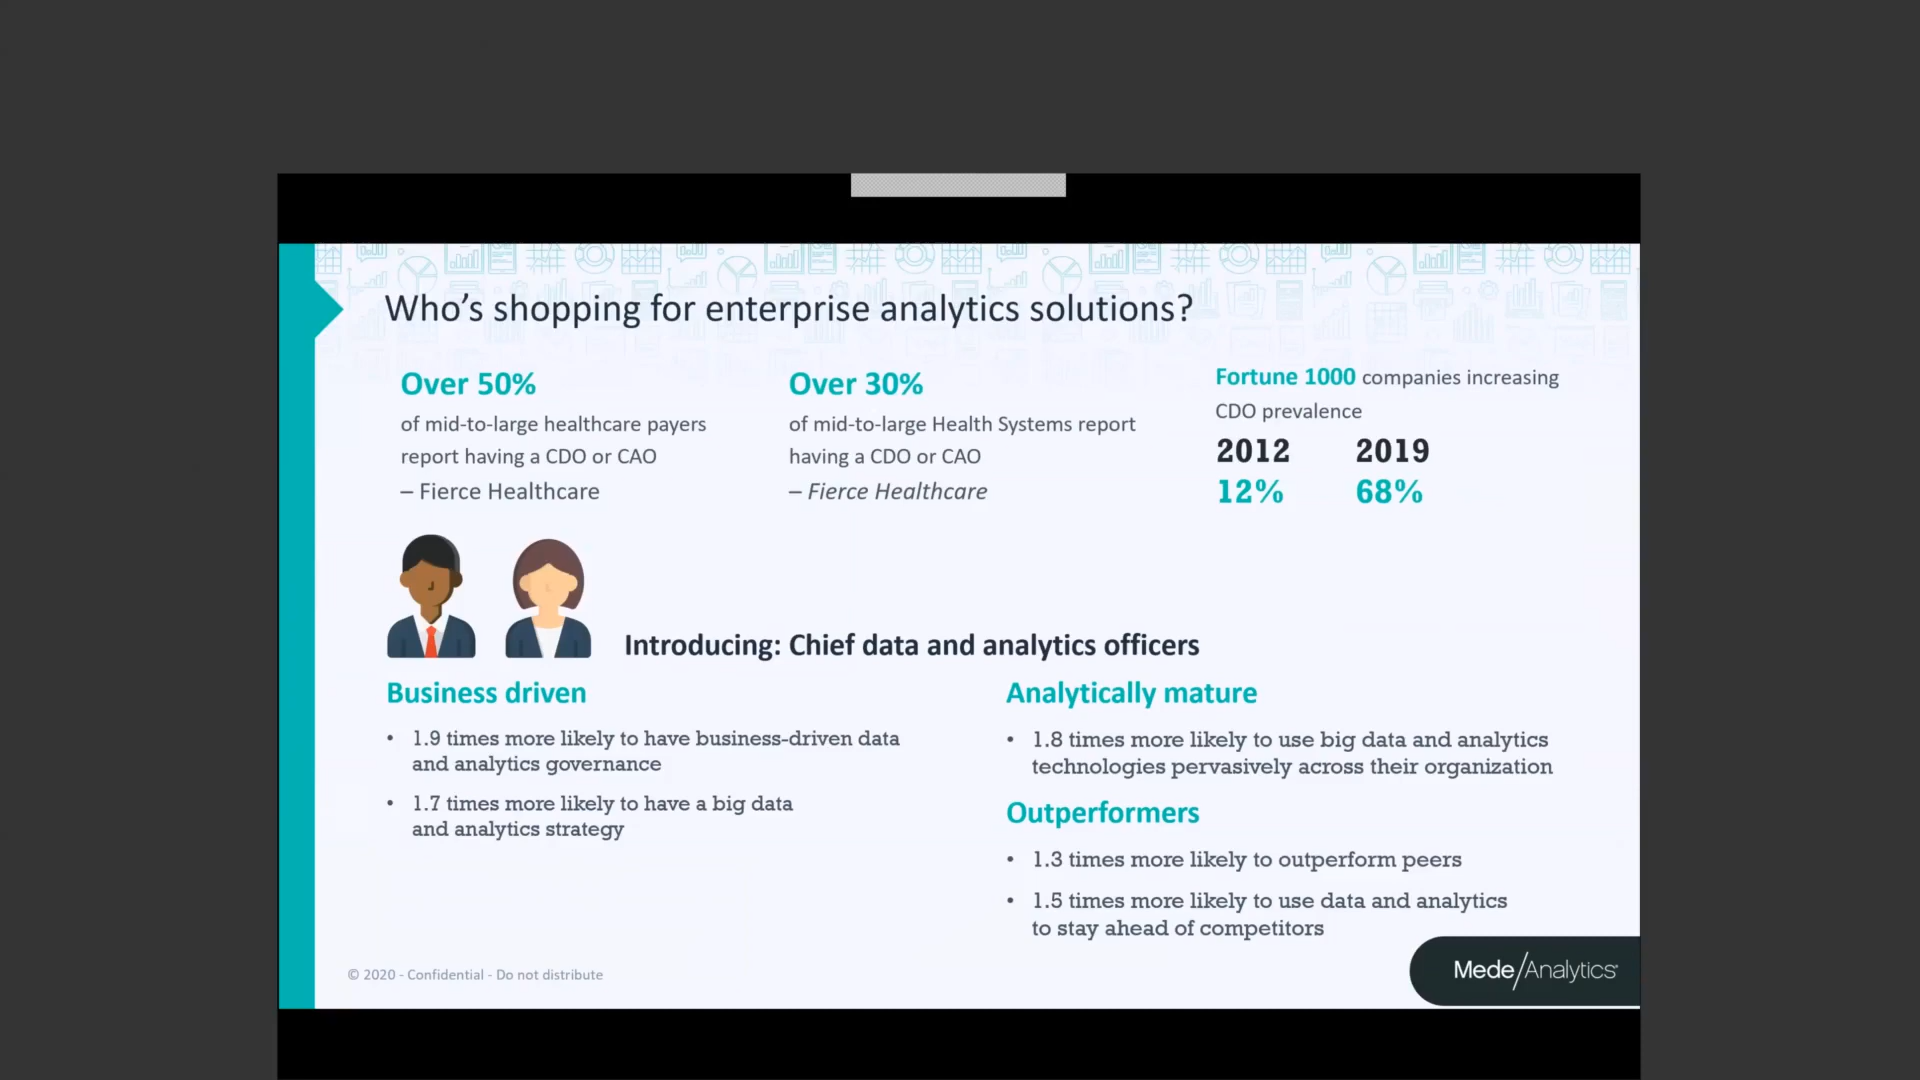 Who’s shopping for enterprise analytics solutions?
Over 50%
of mid-to-large healthcare payers
report having a CDO or CAO
– Fierce Healthcare
Over 30%
of mid-to-large Health Systems report
having a CDO or CAO
– Fierce Healthcare
Fortune 1000 companies increasing
CDO prevalence
2012 2019
12% 68%
Introducing: Chief data and analytics officers
Business driven
• 1.9 times more likely to have business-driven data
and analytics governance
• 1.7 times more likely to have a big data
and analytics strategy
Analytically mature
• 1.8 times more likely to use big data and analytics
technologies pervasively across their organization
Outperformers
• 1.3 times more likely to outperform peers
• 1.5 times more likely to use data and analytics
to stay ahead of competitors
© 2020 - Confidential - Do not distribute
Mede/Analytics®